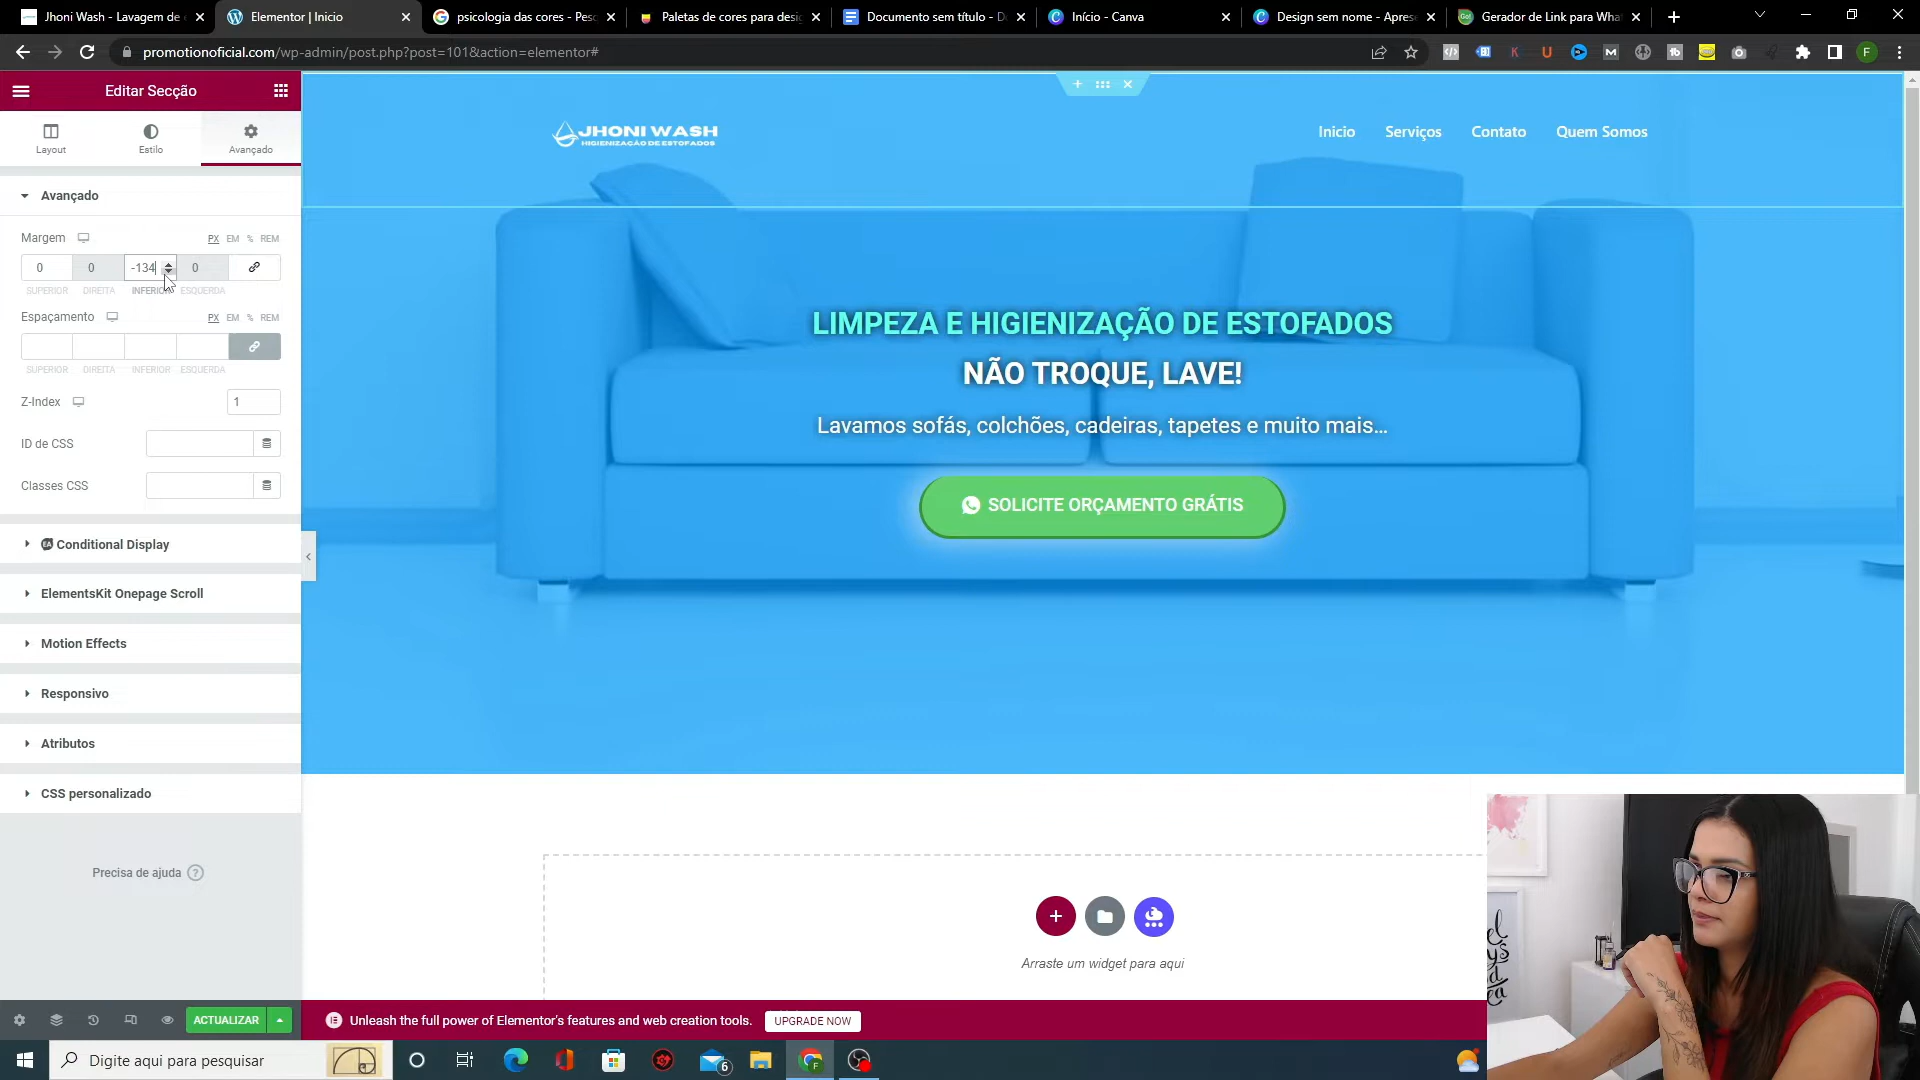 Jhoni Wash - Lavagem de
Elementor | Inicio
psicologia das cores - Pesq
Paletas de cores para desig
Documento sem título - D
Início - Canva
Design sem nome - Aprese
Gerador de Link para Wha
promotionoficial.com/wp-admin/post.php?post=101&action=elementor#
F
Editar Secção
Layout
Estilo
Avançado
Avançado
Margem
PX EM % REM
0 0 -134 0
SUPERIOR DIREITA INFERIOR ESQUERDA
Espaçamento
PX EM % REM
SUPERIOR DIREITA INFERIOR ESQUERDA
Z-Index
1
ID de CSS
Classes CSS
Conditional Display
ElementsKit Onepage Scroll
Motion Effects
Responsivo
Atributos
CSS personalizado
Precisa de ajuda ?
ACTUALIZAR
JHONI WASH
HIGIENIZAÇÃO DE ESTOFADOS
Inicio Serviços Contato Quem Somos
LIMPEZA E HIGIENIZAÇÃO DE ESTOFADOS
NÃO TROQUE, LAVE!
Lavamos sofás, colchões, cadeiras, tapetes e muito mais...
SOLICITE ORÇAMENTO GRÁTIS
Arraste um widget para aqui
Unleash the full power of Elementor's features and web creation tools.
UPGRADE NOW
Digite aqui para pesquisar
6